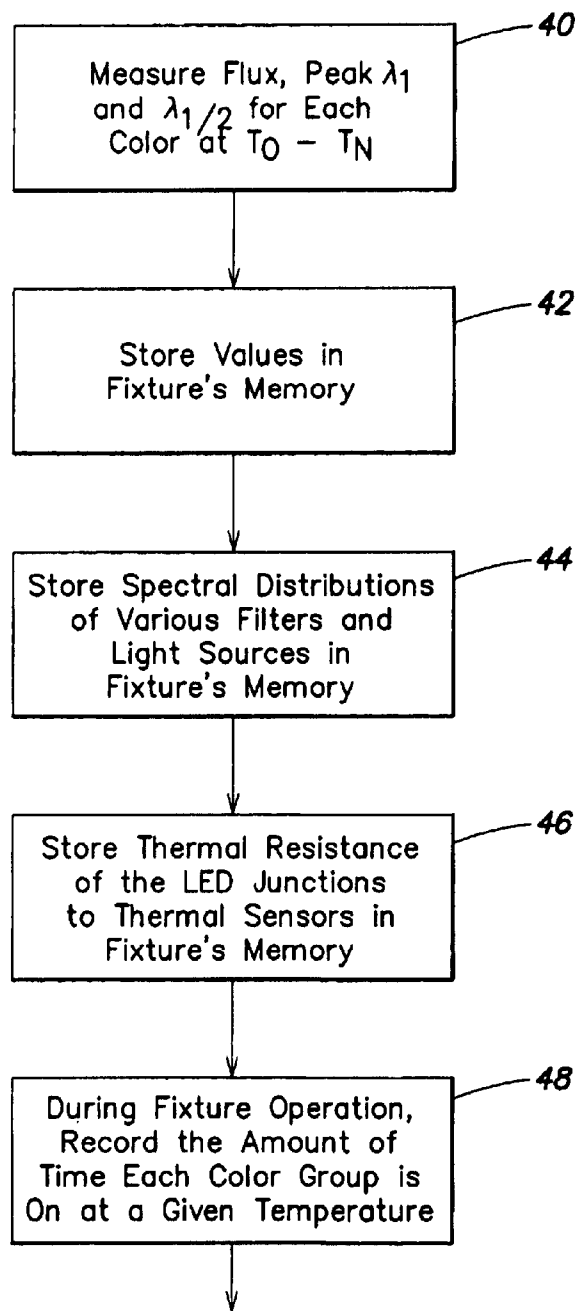 40
Measure Flux, Peak λ1
and λ1/2 for Each
Color at TO – TN
42
Store Values in
Fixture's Memory
44
Store Spectral Distributions
of Various Filters and
Light Sources in
Fixture's Memory
46
Store Thermal Resistance
of the LED Junctions
to Thermal Sensors in
Fixture's Memory
48
During Fixture Operation,
Record the Amount of
Time Each Color Group is
On at a Given Temperature